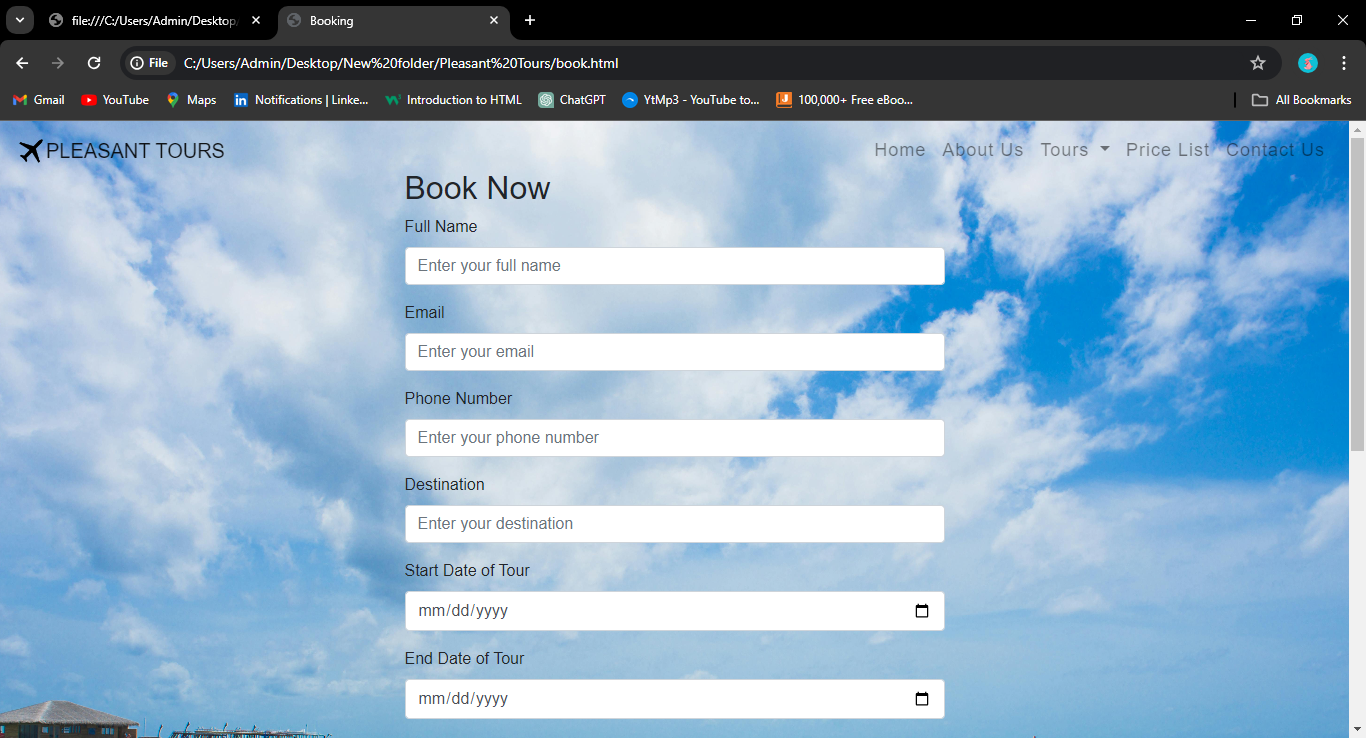 file:///C:/Users/Admin/Desktop/
Booking
File C:/Users/Admin/Desktop/New%20folder/Pleasant%20Tours/book.html
Gmail YouTube Maps Notifications | Linke... Introduction to HTML ChatGPT YtMp3 - YouTube to... 100,000+ Free eBoo... All Bookmarks
PLEASANT TOURS Home About Us Tours Price List Contact Us
Book Now
Full Name
Enter your full name
Email
Enter your email
Phone Number
Enter your phone number
Destination
Enter your destination
Start Date of Tour
mm/dd/yyyy
End Date of Tour
mm/dd/yyyy